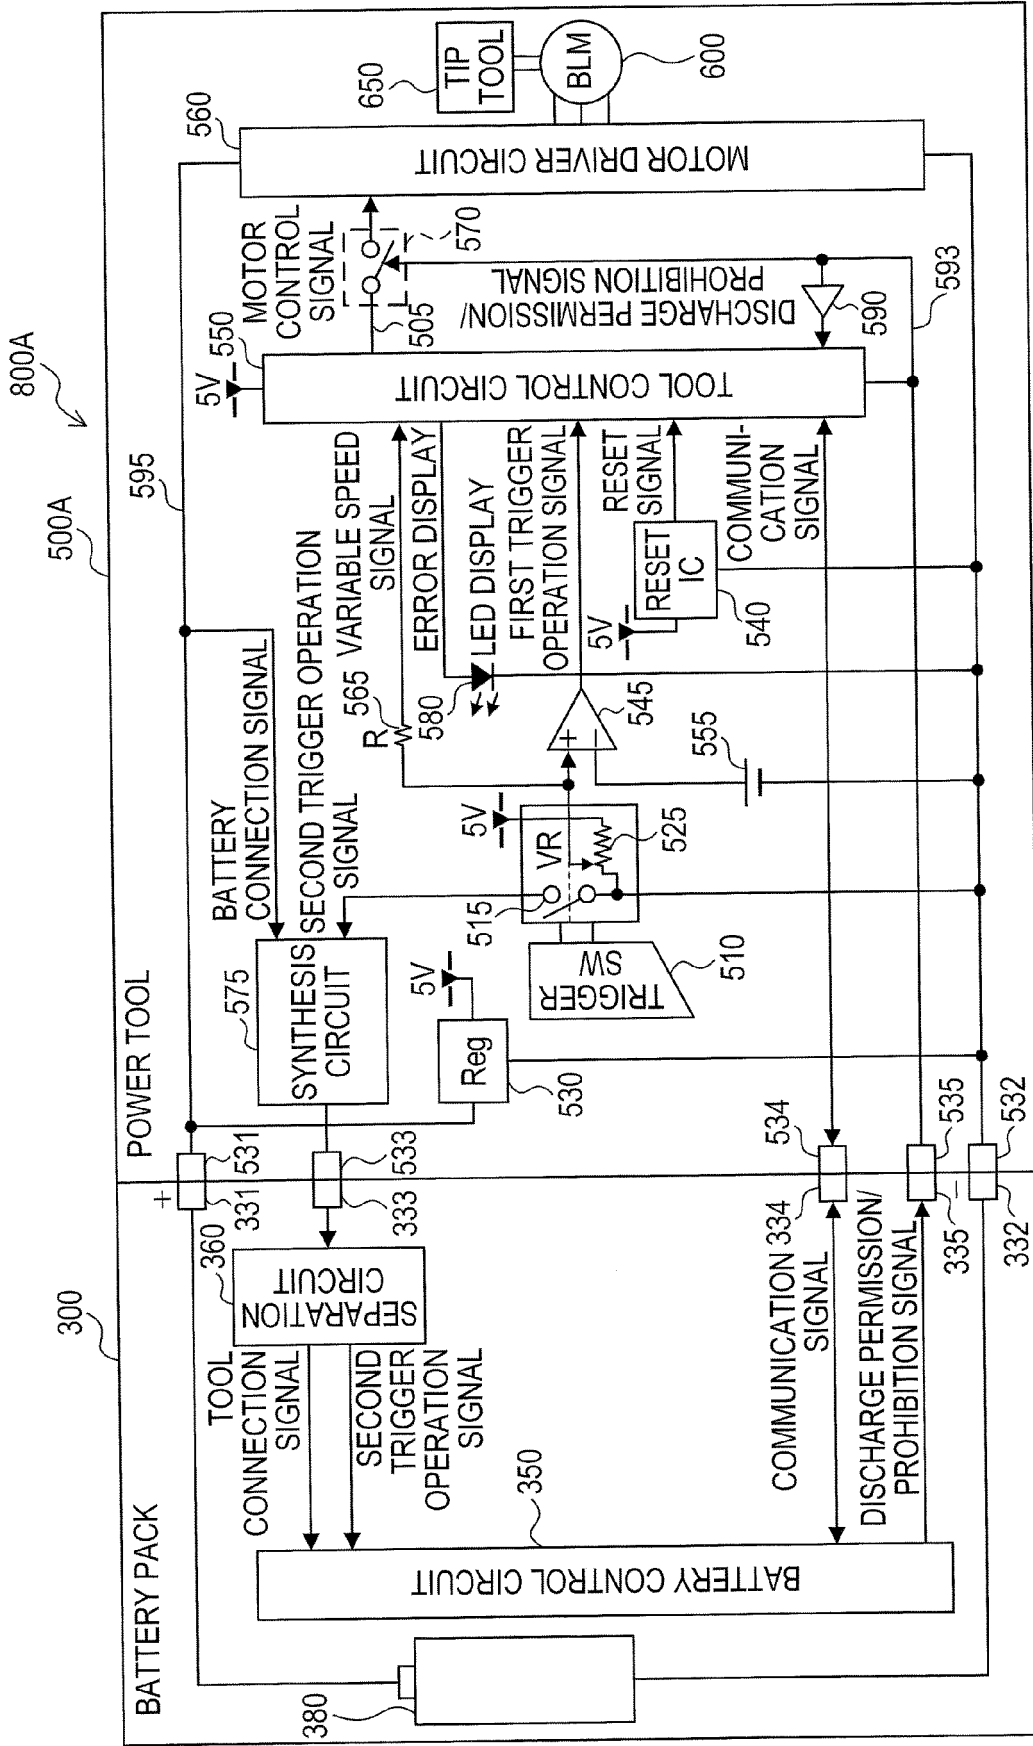 800A
300
500A
BATTERY PACK
POWER TOOL
380
BATTERY CONTROL CIRCUIT
350
TOOL
CONNECTION
SIGNAL
SECOND
TRIGGER
OPERATION
SIGNAL
360
SEPARATION
CIRCUIT
COMMUNICATION
SIGNAL
DISCHARGE PERMISSION/
PROHIBITION SIGNAL
+
331
531
333
533
334
534
335
535
−
332
532
575
SYNTHESIS
CIRCUIT
BATTERY
CONNECTION SIGNAL
SECOND TRIGGER OPERATION
SIGNAL
595
5V
Reg
530
TRIGGER
SW
510
515
VR
5V
525
R
565
VARIABLE SPEED
SIGNAL
ERROR DISPLAY
580
LED DISPLAY
FIRST TRIGGER
OPERATION SIGNAL
+
−
545
555
5V
RESET
IC
540
RESET
SIGNAL
COMMUNI-
CATION
SIGNAL
5V
550
TOOL CONTROL CIRCUIT
505
MOTOR
CONTROL
SIGNAL
570
DISCHARGE PERMISSION/
PROHIBITION SIGNAL
590
593
560
MOTOR DRIVER CIRCUIT
650
TIP
TOOL
BLM
600